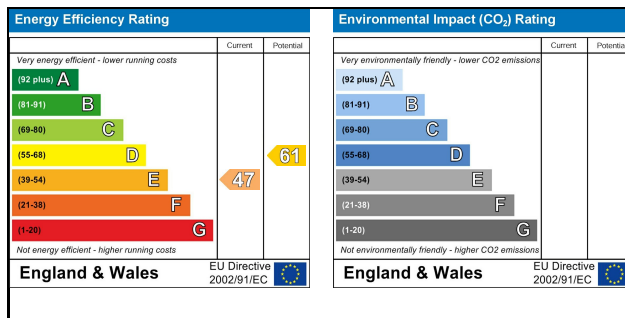 Energy Efficiency Rating
Current Potential
Very energy efficient - lower running costs
(92 plus) A
(81-91) B
(69-80) C
(55-68) D
(39-54) E
(21-38) F
(1-20) G
47
61
Not energy efficient - higher running costs
England & Wales
EU Directive
2002/91/EC
Environmental Impact (CO₂) Rating
Current Potential
Very environmentally friendly - lower CO2 emissions
(92 plus) A
(81-91) B
(69-80) C
(55-68) D
(39-54) E
(21-38) F
(1-20) G
Not environmentally friendly - higher CO2 emissions
England & Wales
EU Directive
2002/91/EC